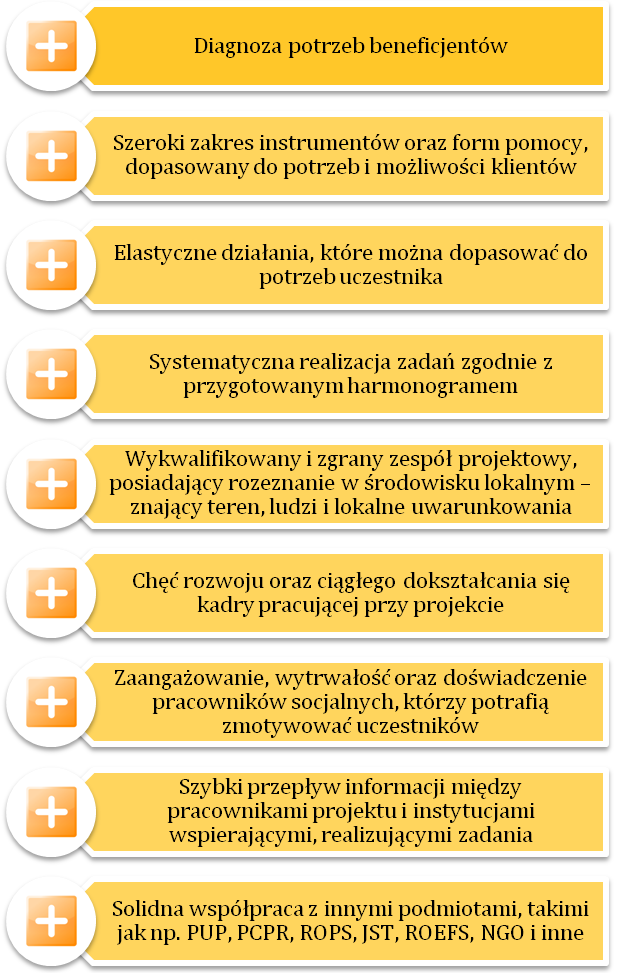 Diagnoza potrzeb beneficjentów
Szeroki zakres instrumentów oraz form pomocy,
dopasowany do potrzeb i możliwości klientów
Elastyczne działania, które można dopasować do
potrzeb uczestnika
Systematyczna realizacja zadań zgodnie z
przygotowanym harmonogramem
Wykwalifikowany i zgrany zespół projektowy,
posiadający rozeznanie w środowisku lokalnym –
znający teren, ludzi i lokalne uwarunkowania
Chęć rozwoju oraz ciągłego dokształcania się
kadry pracującej przy projekcie
Zaangażowanie, wytrwałość oraz doświadczenie
pracowników socjalnych, którzy potrafią
zmotywować uczestników
Szybki przepływ informacji między
pracownikami projektu i instytucjami
wspierającymi, realizującymi zadania
Solidna współpraca z innymi podmiotami, takimi
jak np. PUP, PCPR, ROPS, JST, ROEFS, NGO i inne